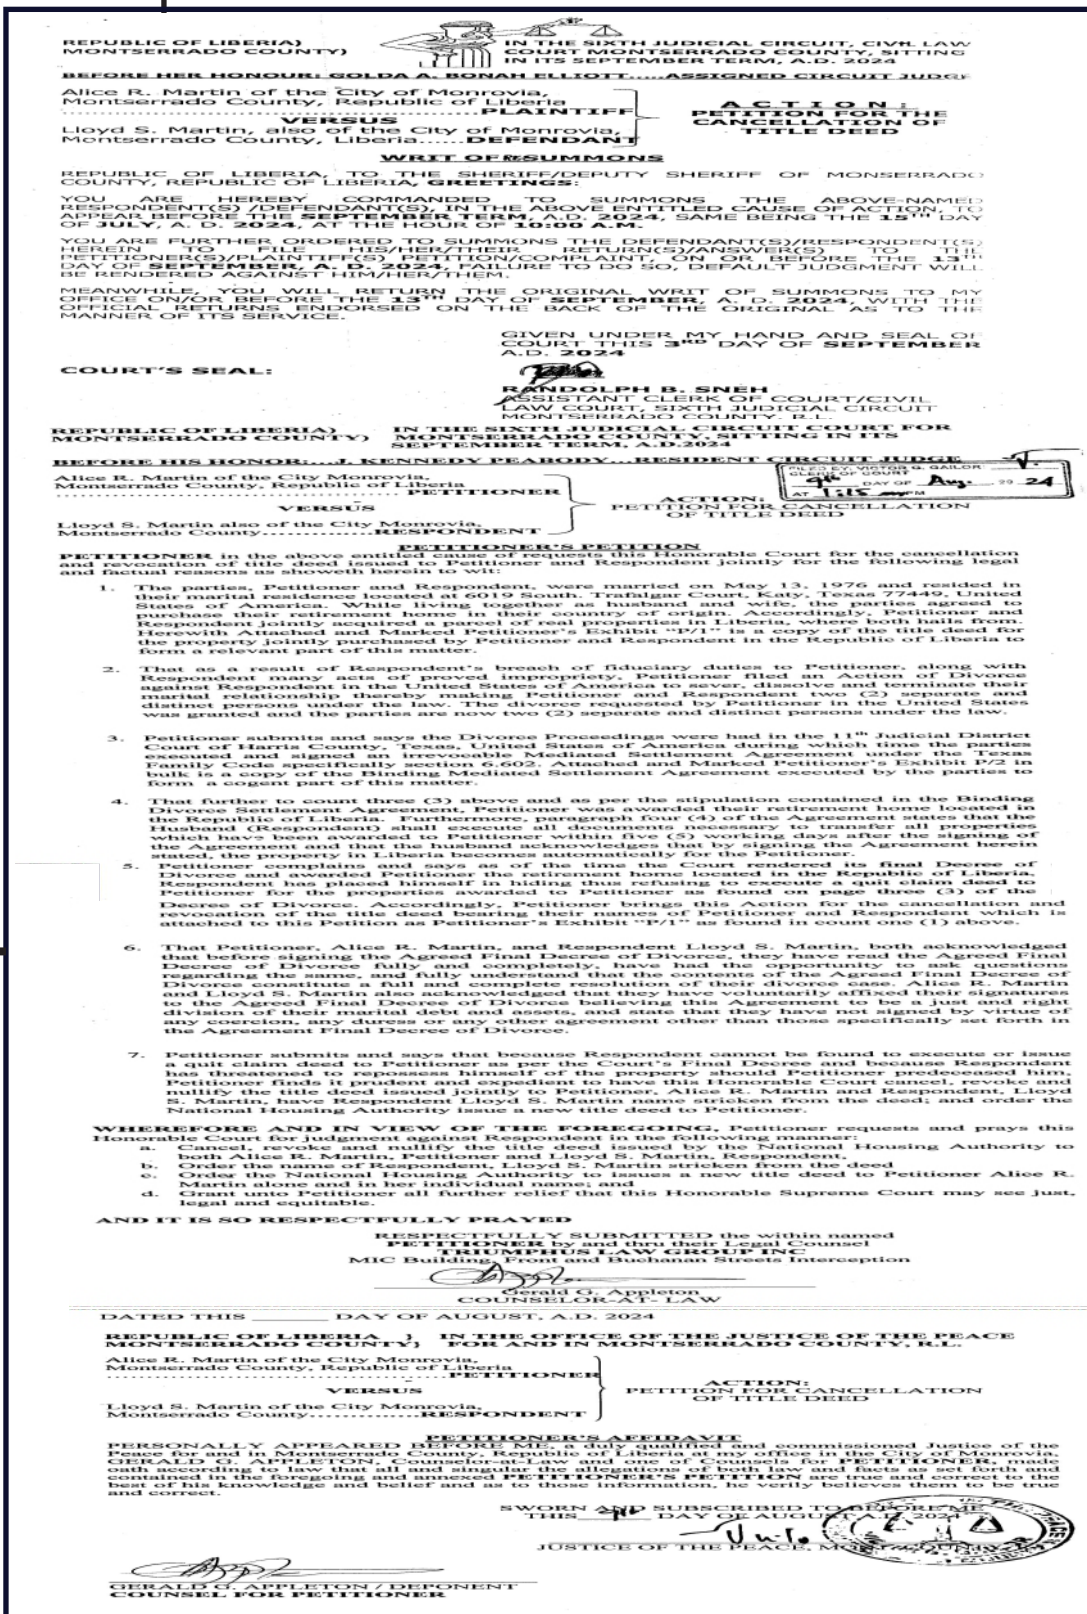 REPUBLIC OF LIBERIA)
MONTSERRADO COUNTY)
IN THE SIXTH JUDICIAL CIRCUIT, CIVIL LAW
COURT MONTSERRADO COUNTY, SITTING
IN ITS SEPTEMBER TERM, A.D. 2024
BEFORE HER HONOUR: GOLDA A. BONAH ELLIOTT.....ASSIGNED CIRCUIT JUDGE
Alice R. Martin of the City of Monrovia,
Montserrado County, Republic of Liberia
PLAINTIFF
VERSUS
Lloyd S. Martin, also of the City of Monrovia,
Montserrado County, Liberia......DEFENDANT
ACTION:
PETITION FOR THE
CANCELLATION OF
TITLE DEED
WRIT OF RESUMMONS
REPUBLIC OF LIBERIA, TO THE SHERIFF/DEPUTY SHERIFF OF MONSERRADO
COUNTY, REPUBLIC OF LIBERIA, GREETINGS:
YOU ARE HEREBY COMMANDED TO SUMMONS THE ABOVE-NAMED
RESPONDENT(S) /DEFENDANT(S), IN THE ABOVE ENTITLED CAUSE OF ACTION, TO
APPEAR BEFORE THE SEPTEMBER TERM, A.D. 2024, SAME BEING THE 15TH DAY
OF JULY, A. D. 2024, AT THE HOUR OF 10:00 A.M.
YOU ARE FURTHER ORDERED TO SUMMONS THE DEFENDANT(S)/RESPONDENT(S)
HEREIN TO FILE HIS/HER/THEIR RETURN(S)/ANSWER(S) TO THE
PETITIONER(S)/PLAINTIFF(S) PETITION/COMPLAINT, ON OR BEFORE THE 13TH
DAY OF SEPTEMBER, A. D. 2024, FAILURE TO DO SO, DEFAULT JUDGMENT WILL
BE RENDERED AGAINST HIM/HER/THEM.
MEANWHILE, YOU WILL RETURN THE ORIGINAL WRIT OF SUMMONS TO MY
OFFICE ON/OR BEFORE THE 13TH DAY OF SEPTEMBER, A. D. 2024, WITH THE
OFFICIAL RETURNS ENDORSED ON THE BACK OF THE ORIGINAL AS TO THE
MANNER OF ITS SERVICE.
GIVEN UNDER MY HAND AND SEAL OF
COURT THIS 3RD DAY OF SEPTEMBER
A.D. 2024
COURT'S SEAL:
RANDOLPH B. SNEH
ASSISTANT CLERK OF COURT/CIVIL
LAW COURT, SIXTH JUDICIAL CIRCUIT
MONTSERRADO COUNTY, R.L.
REPUBLIC OF LIBERIA)
MONTSERRADO COUNTY)
IN THE SIXTH JUDICIAL CIRCUIT COURT FOR
MONTSERRADO COUNTY, SITTING IN ITS
SEPTEMBER TERM, A.D.2024
BEFORE HIS HONOR:....J. KENNEDY PEABODY...RESIDENT CIRCUIT JUDGE
FILED BY: VICTOR G. GAILOR
CLERK OF COURT
9th DAY OF Aug. 2024
AT 1:15 PM
Alice R. Martin of the City Monrovia,
Montserrado County, Republic of Liberia
PETITIONER
VERSUS
Lloyd S. Martin also of the City Monrovia,
Montserrado County...................RESPONDENT
ACTION:
PETITION FOR CANCELLATION
OF TITLE DEED
PETITIONER'S PETITION
PETITIONER in the above entitled cause of requests this Honorable Court for the cancellation
and revocation of title deed issued to Petitioner and Respondent jointly for the following legal
and factual reasons as showeth herein to wit:
1. The parties, Petitioner and Respondent, were married on May 13, 1976 and resided in
their marital residence located at 6019 South. Trafalgar Court, Katy, Texas 77449, United
States of America. While living together as husband and wife, the parties agreed to
purchase their retirement home in their country of origin. Accordingly, Petitioner and
Respondent jointly acquired a parcel of real properties in Liberia, where both hails from.
Herewith Attached and Marked Petitioner's Exhibit "P/1" is a copy of the title deed for
the property jointly purchased by Petitioner and Respondent in the Republic of Liberia to
form a relevant part of this matter.
2. That as a result of Respondent's breach of fiduciary duties to Petitioner, along with
Respondent many acts of proved impropriety, Petitioner filed an Action of Divorce
against Respondent in the United States of America to sever, dissolve and terminate their
marital relationship thereby making Petitioner and Respondent two (2) separate and
distinct persons under the law. The divorce requested by Petitioner in the United States
was granted and the parties are now two (2) separate and distinct persons under the law.
3. Petitioner submits and says the Divorce Proceedings were had in the 11th Judicial District
Court of Harris County, Texas, United States of America during which time the parties
executed and signed an irrevocable Mediated Settlement Agreement under the Texas
Family Code specifically section 6.602. Attached and Marked Petitioner's Exhibit P/2 in
bulk is a copy of the Binding Mediated Settlement Agreement executed by the parties to
form a cogent part of this matter.
4. That further to count three (3) above and as per the stipulation contained in the Binding
Divorce Settlement Agreement, Petitioner was awarded their retirement home located in
the Republic of Liberia. Furthermore, paragraph four (4) of the Agreement states that the
Husband (Respondent) shall execute all documents necessary to transfer all properties
which have been awarded to Petitioner within five (5) working days after the signing of
the Agreement and that the husband acknowledges that by signing the Agreement herein
stated, the property in Liberia becomes automatically for the Petitioner.
5. Petitioner complains and says as of the time the Court rendered its final Decree of
Divorce and awarded Petitioner the retirement home located in the Republic of Liberia,
Respondent has placed himself in hiding thus refusing to execute a quit claim deed to
Petitioner for the properties awarded to Petitioner as found on page three (3) of the
Decree of Divorce. Accordingly, Petitioner brings this Action for the cancellation and
revocation of the title deed bearing their names of Petitioner and Respondent which is
attached to this Petition as Petitioner's Exhibit "P/1" as found in count one (1) above.
6. That Petitioner, Alice R. Martin, and Respondent Lloyd S. Martin, both acknowledged
that before signing the Agreed Final Decree of Divorce, they have read the Agreed Final
Decree of Divorce fully and completely, have had the opportunity to ask questions
regarding the same, and fully understand that the contents of the Agreed Final Decree of
Divorce constitute a full and complete resolution of their divorce case. Alice R. Martin
and Lloyd S. Martin also acknowledged that they have voluntarily affixed their signatures
to the greed Final Decree of Divorce believing this Agreement to be a just and right
division of their marital debt and assets, and state that they have not signed by virtue of
any coercion, any duress or any other agreement other than those specifically set forth in
the Agreement Final Decree of Divorce.
7. Petitioner submits and says that because Respondent cannot be found to execute or issue
a quit claim deed to Petitioner as per the Court's Final Decree and because Respondent
has threatened to repossess himself of the property should Petitioner predeceased him,
Petitioner finds it prudent and expedient to have this Honorable Court cancel, revoke and
nullify the title deed issued jointly to Petitioner, Alice R. Martin and Respondent, Lloyd
S. Martin, have Respondent Lloyd S. Martin name stricken from the deed; and order the
National Housing Authority issue a new title deed to Petitioner.
WHEREFORE AND IN VIEW OF THE FOREGOING, Petitioner requests and prays this
Honorable Court for judgment against Respondent in the following manner:
a. Cancel, revoke and nullify the title deed issued by the National Housing Authority to
both Alice R. Martin, Petitioner and Lloyd S. Martin, Respondent,
b. Order the name of Respondent, Lloyd S. Martin stricken from the deed
c. Order the National Housing Authority to issues a new title deed to Petitioner Alice R.
Martin alone and in her individual name; and
d. Grant unto Petitioner all further relief that this Honorable Supreme Court may see just,
legal and equitable.
AND IT IS SO RESPECTFULLY PRAYED
RESPECTFULLY SUBMITTED the within named
PETITIONER by and thru their Legal Counsel
TRIUMPHUS LAW GROUP INC
MIC Building, Front and Buchanan Streets Interception
Gerald G. Appleton
COUNSELOR-AT- LAW
DATED THIS ________ DAY OF AUGUST, A.D. 2024
REPUBLIC OF LIBERIA )
MONTSERRADO COUNTY)
IN THE OFFICE OF THE JUSTICE OF THE PEACE
FOR AND IN MONTSERRADO COUNTY, R.L.
Alice R. Martin of the City Monrovia,
Montserrado County, Republic of Liberia
PETITIONER
VERSUS
Lloyd S. Martin of the City Monrovia,
Montserrado County...............RESPONDENT
ACTION:
PETITION FOR CANCELLATION
OF TITLE DEED
PETITIONER'S AFFIDAVIT
PERSONALLY APPEARED BEFORE ME, a duly qualified and commissioned Justice of the
Peace for and in Montserrado County, Republic of Liberia at my office in the City of Monrovia,
GERALD G. APPLETON, Counselor-at-Law and one of Counsels for PETITIONER, made
oath according to law that all and singular the allegations of both law and facts as set forth and
contained in the foregoing and annexed PETITIONER'S PETITION are true and correct to the
best of his knowledge and belief and as to those information, he verily believes them to be true
and correct.
SWORN AND SUBSCRIBED TO BEFORE ME
THIS 9th DAY OF AUGUST A.D. 2024
JUSTICE OF THE PEACE,
GERALD G. APPLETON / DEPONENT
COUNSEL FOR PETITIONER